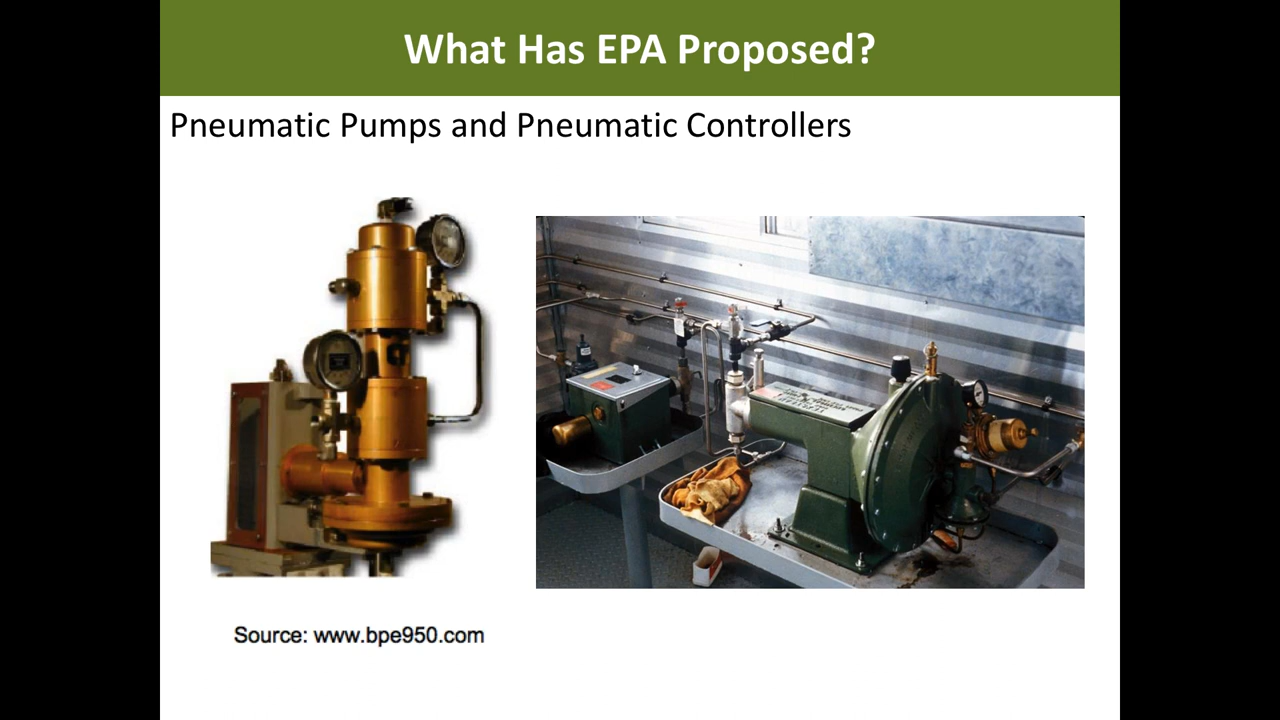 What Has EPA Proposed?
Pneumatic Pumps and Pneumatic Controllers
Source: www.bpe950.com